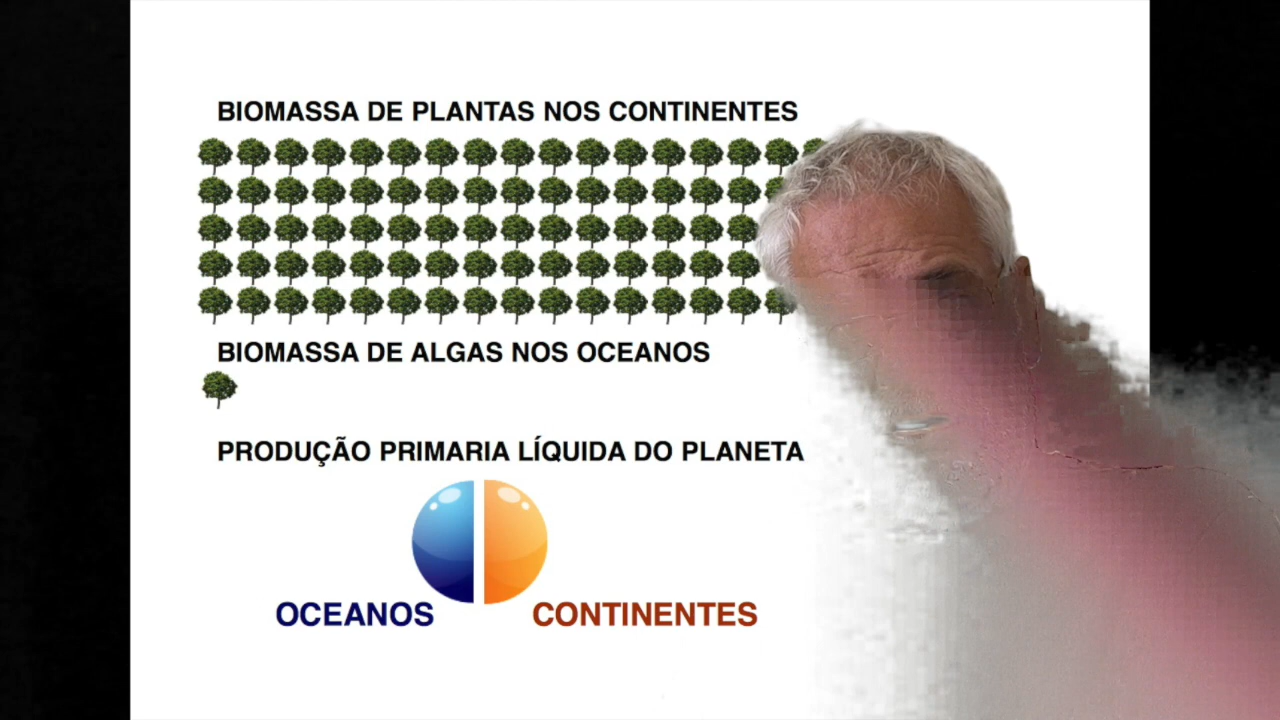 BIOMASSA DE PLANTAS NOS CONTINENTES
BIOMASSA DE ALGAS NOS OCEANOS
PRODUÇÃO PRIMARIA LÍQUIDA DO PLANETA
OCEANOS
CONTINENTES